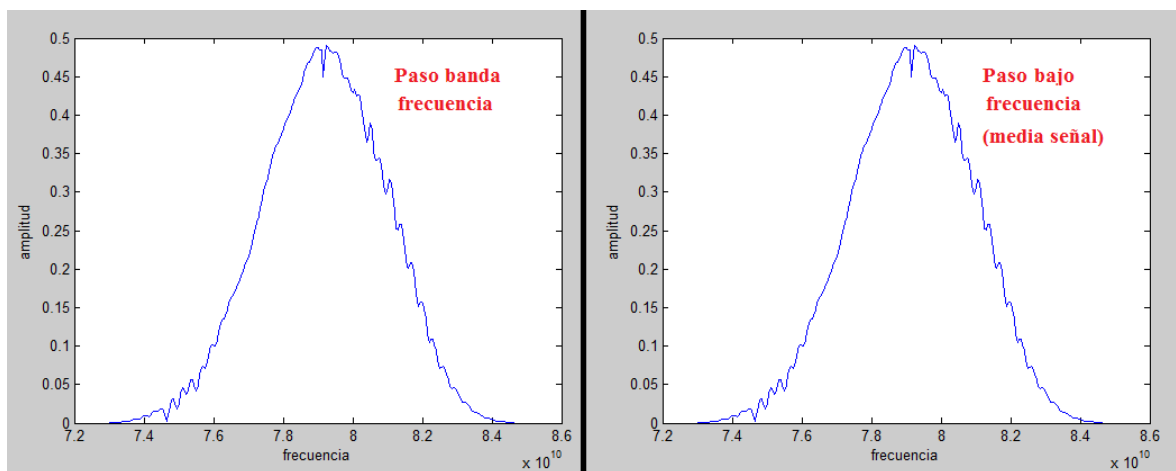 0.5
0.45
0.4
0.35
0.3
0.25
0.2
0.15
0.1
0.05
0
amplitud
Paso banda
frecuencia
7.2 7.4 7.6 7.8 8 8.2 8.4 8.6
frecuencia
x 10^10
0.5
0.45
0.4
0.35
0.3
0.25
0.2
0.15
0.1
0.05
0
amplitud
Paso bajo
frecuencia
(media señal)
7.2 7.4 7.6 7.8 8 8.2 8.4 8.6
frecuencia
x 10^10